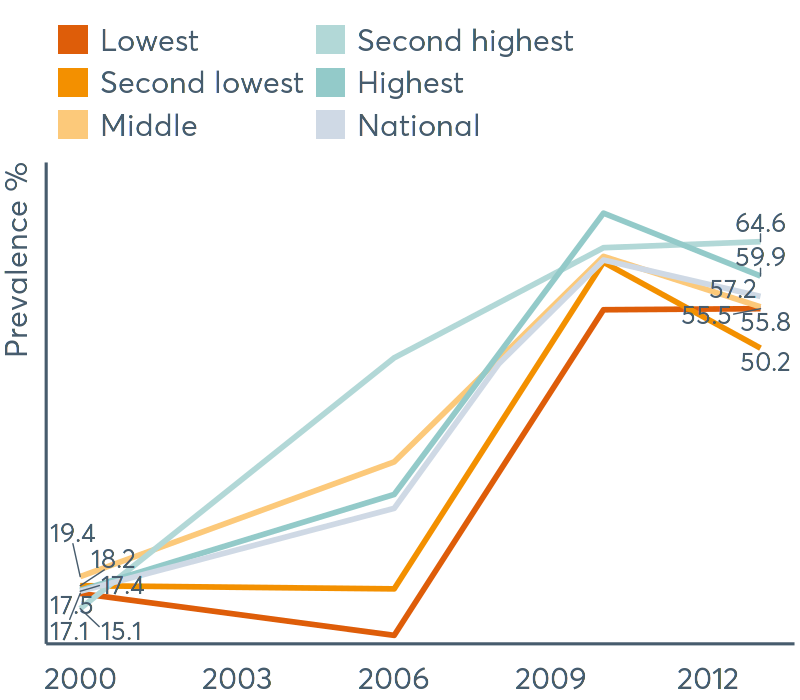 Lowest
Second highest
Second lowest
Highest
Middle
National
Prevalence %
64.6
59.9
57.2
55.5
55.8
50.2
19.4
18.2
17.4
17.5
17.1
15.1
2000
2003
2006
2009
2012